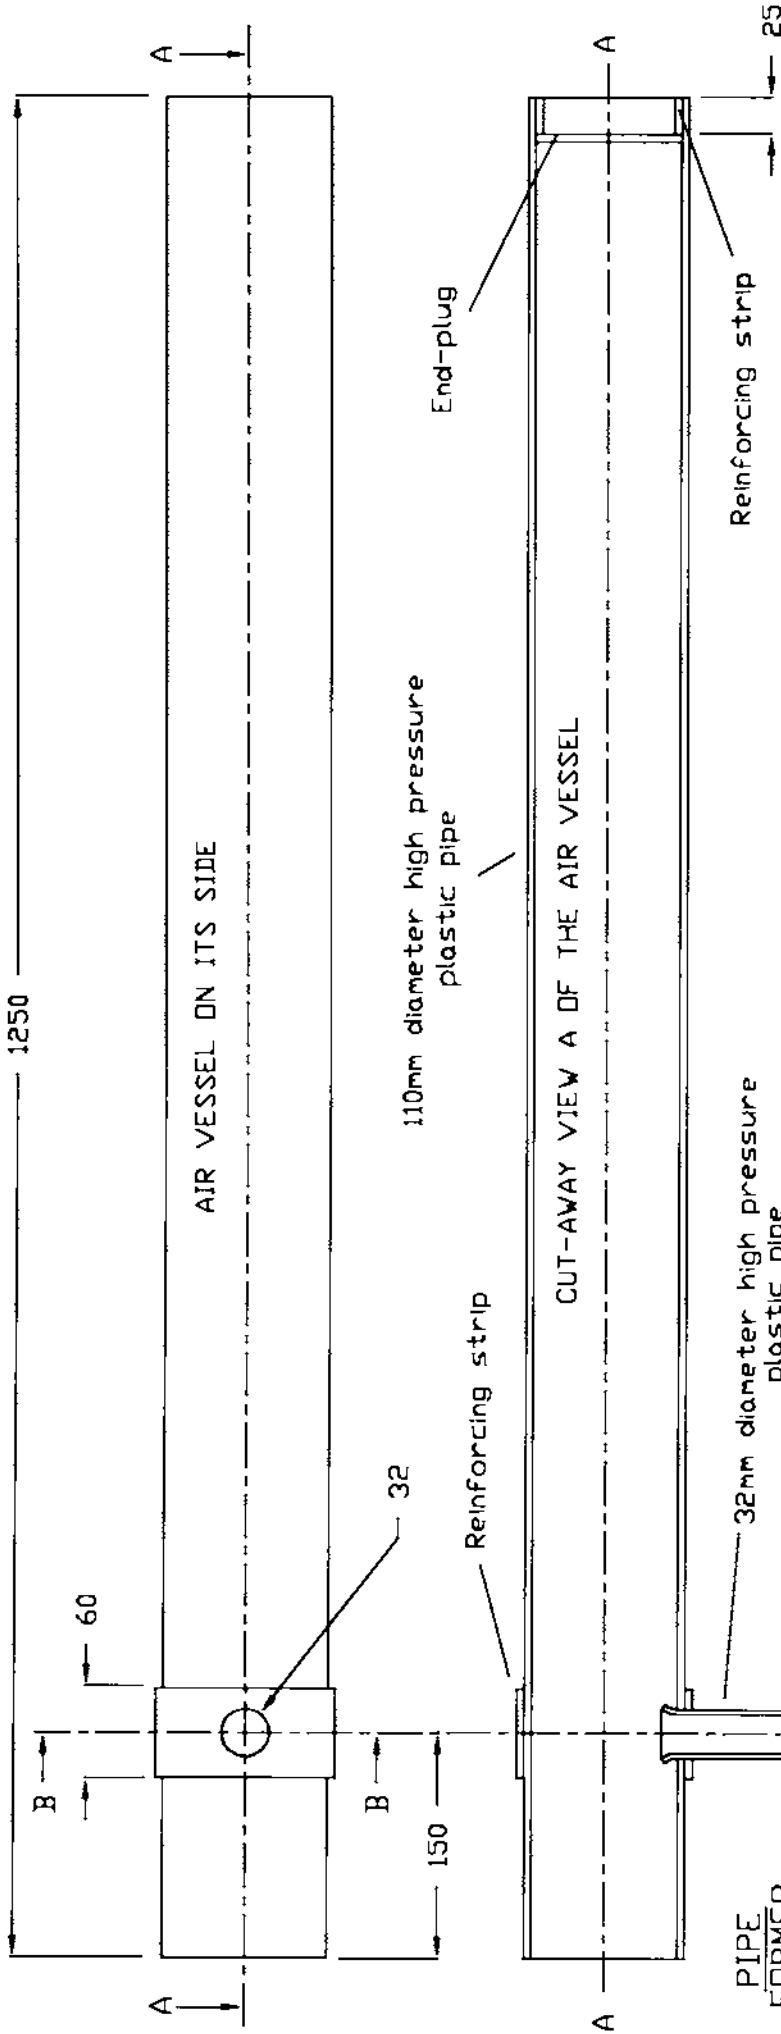 1250
A
A
60
B
B
150
32
AIR VESSEL ON ITS SIDE
110mm diameter high pressure
plastic pipe
End-plug
Reinforcing strip
A
A
CUT-AWAY VIEW A OF THE AIR VESSEL
32mm diameter high pressure
plastic pipe
Reinforcing strip
25
PIPE
FORMER